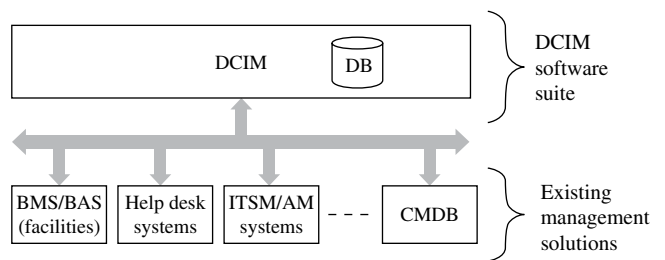 DCIM
DB
DCIM
software
suite
BMS/BAS
(facilities)
Help desk
systems
ITSM/AM
systems
CMDB
Existing
management
solutions